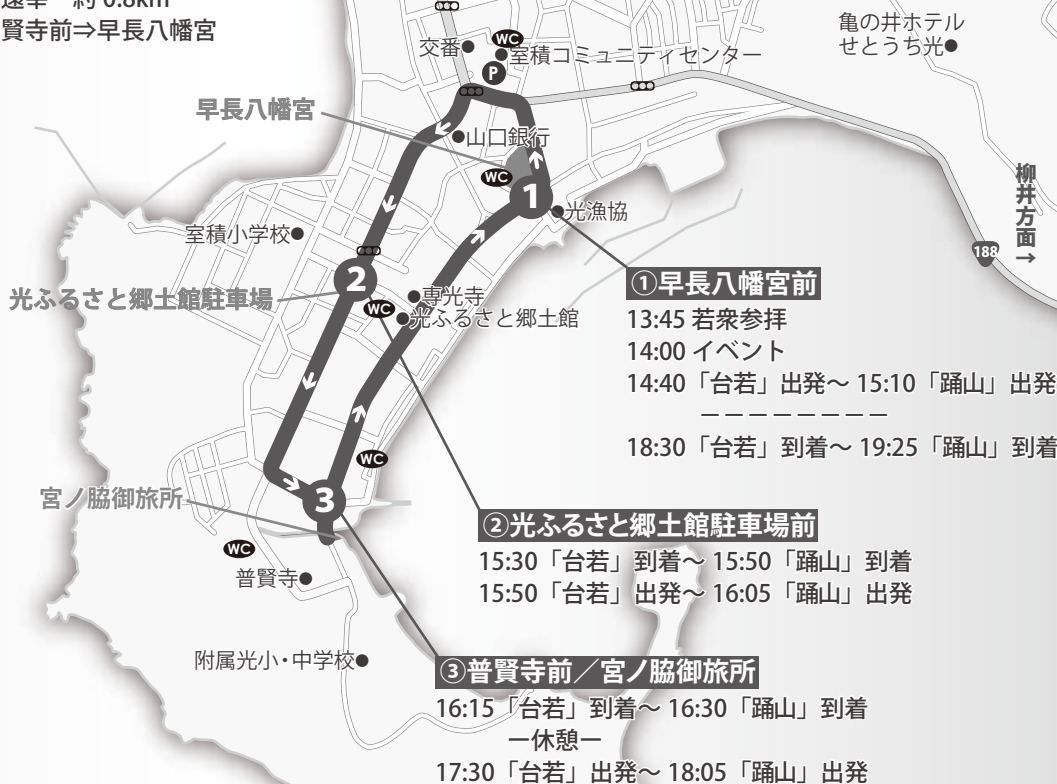 遠華 約 0.8km
賢寺前⇒早長八幡宮
亀の井ホテル
せとうち光●
交番●
WC
●室積コミュニティセンター
P
早長八幡宮
●山口銀行
WC
1
●光漁協
柳井方面→
188
室積小学校●
2
光ふるさと郷土館駐車場
●専光寺
WC
●光ふるさと郷土館
①早長八幡宮前
13:45 若衆参拝
14:00 イベント
14:40「台若」出発～ 15:10「踊山」出発
－－－－－－－－
18:30「台若」到着～ 19:25「踊山」到着
WC
宮ノ脇御旅所
3
②光ふるさと郷土館駐車場前
15:30「台若」到着～ 15:50「踊山」到着
15:50「台若」出発～ 16:05「踊山」出発
WC
普賢寺●
附属光小・中学校●
③普賢寺前／宮ノ脇御旅所
16:15「台若」到着～ 16:30「踊山」到着
ー休憩ー
17:30「台若」出発～ 18:05「踊山」出発